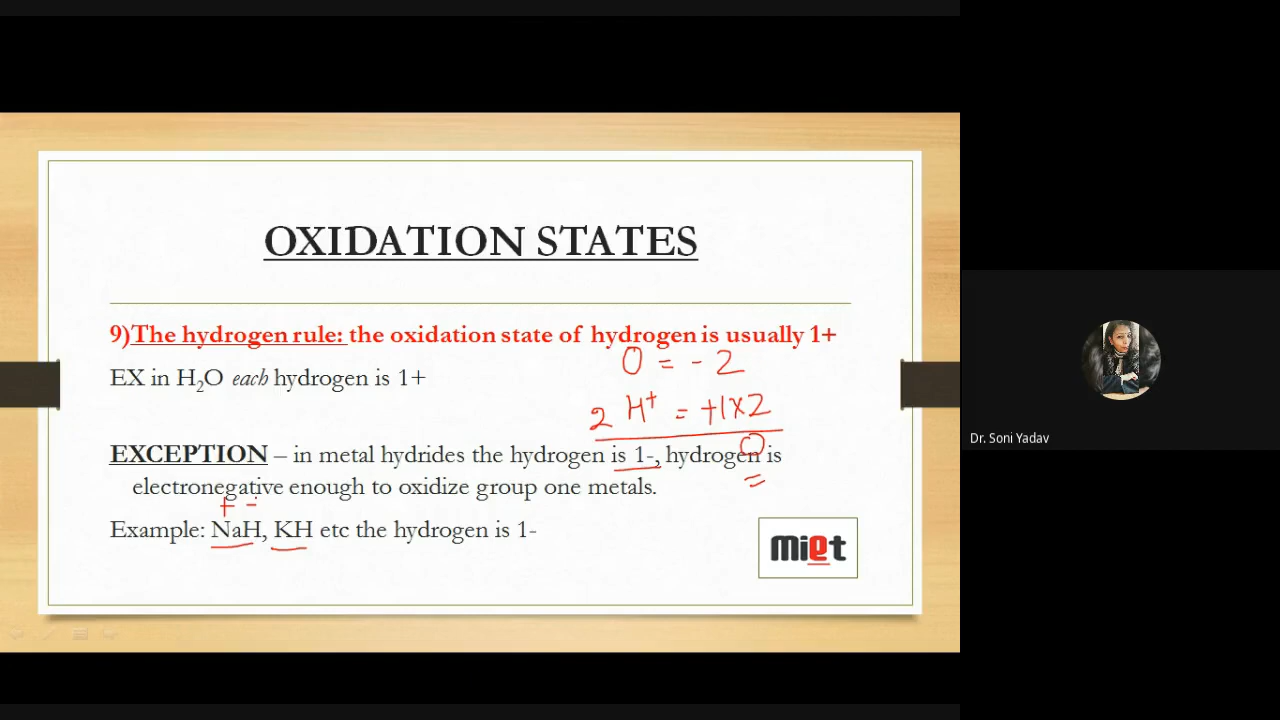 OXIDATION STATES
9)The hydrogen rule: the oxidation state of hydrogen is usually 1+
O = - 2
EX in H₂O each hydrogen is 1+
2 H⁺ = +1x2
O
=
EXCEPTION – in metal hydrides the hydrogen is 1-, hydrogen is
electronegative enough to oxidize group one metals.
+ -
Example: NaH, KH etc the hydrogen is 1-
miet
Dr. Soni Yadav